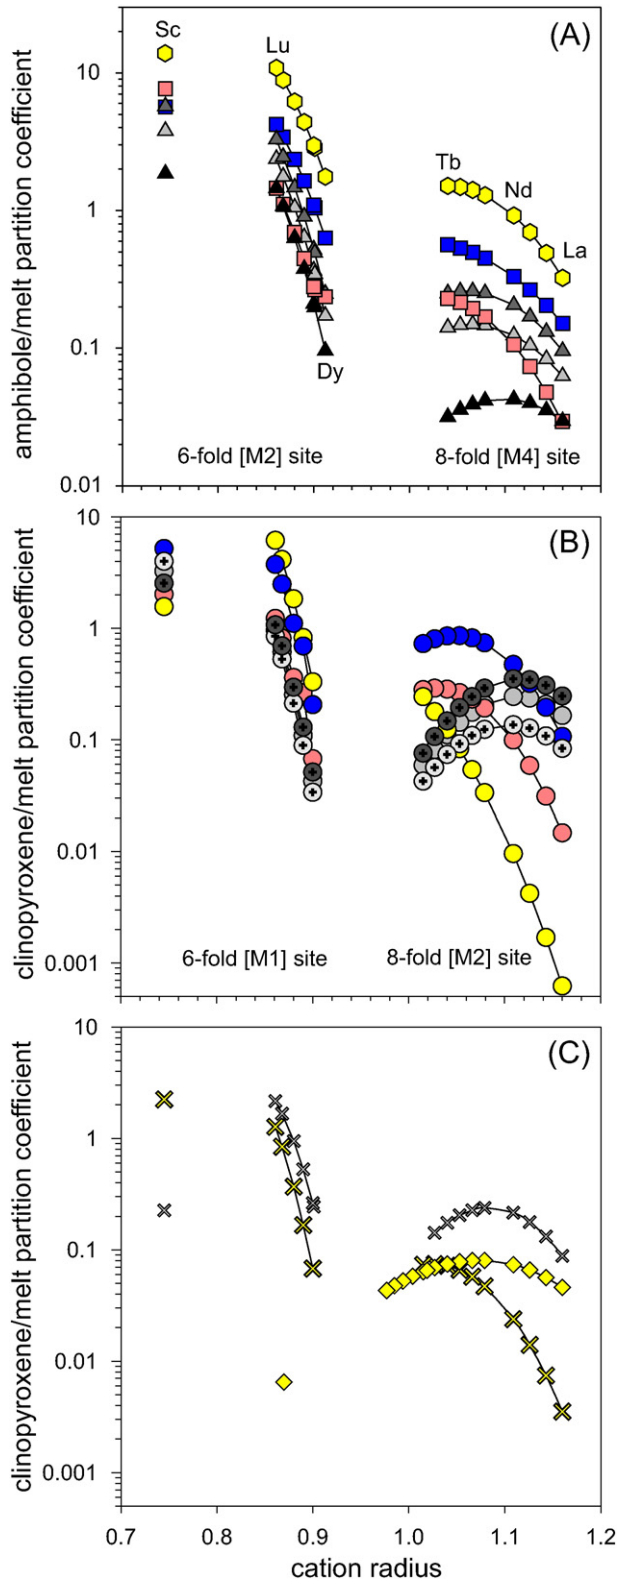 (A)
Sc
Lu
10
Tb
Nd
1
La
0.1
Dy
6-fold [M2] site
8-fold [M4] site
0.01
amphibole/melt partition coefficient
10
(B)
1
0.1
0.01
0.001
6-fold [M1] site
8-fold [M2] site
clinopyroxene/melt partition coefficient
10
(C)
1
0.1
0.01
0.001
clinopyroxene/melt partition coefficient
0.7
0.8
0.9
1.0
1.1
1.2
cation radius